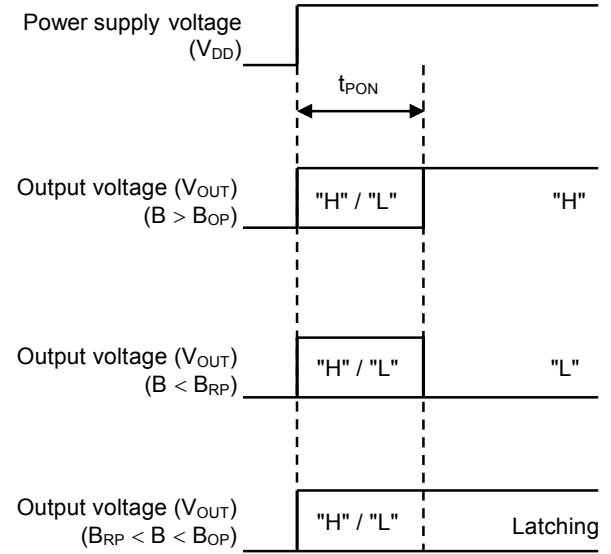 Power supply voltage
(VDD)
tPON
Output voltage (VOUT)
(B > BOP)
"H" / "L"
"H"
Output voltage (VOUT)
(B < BRP)
"H" / "L"
"L"
Output voltage (VOUT)
(BRP < B < BOP)
"H" / "L"
Latching